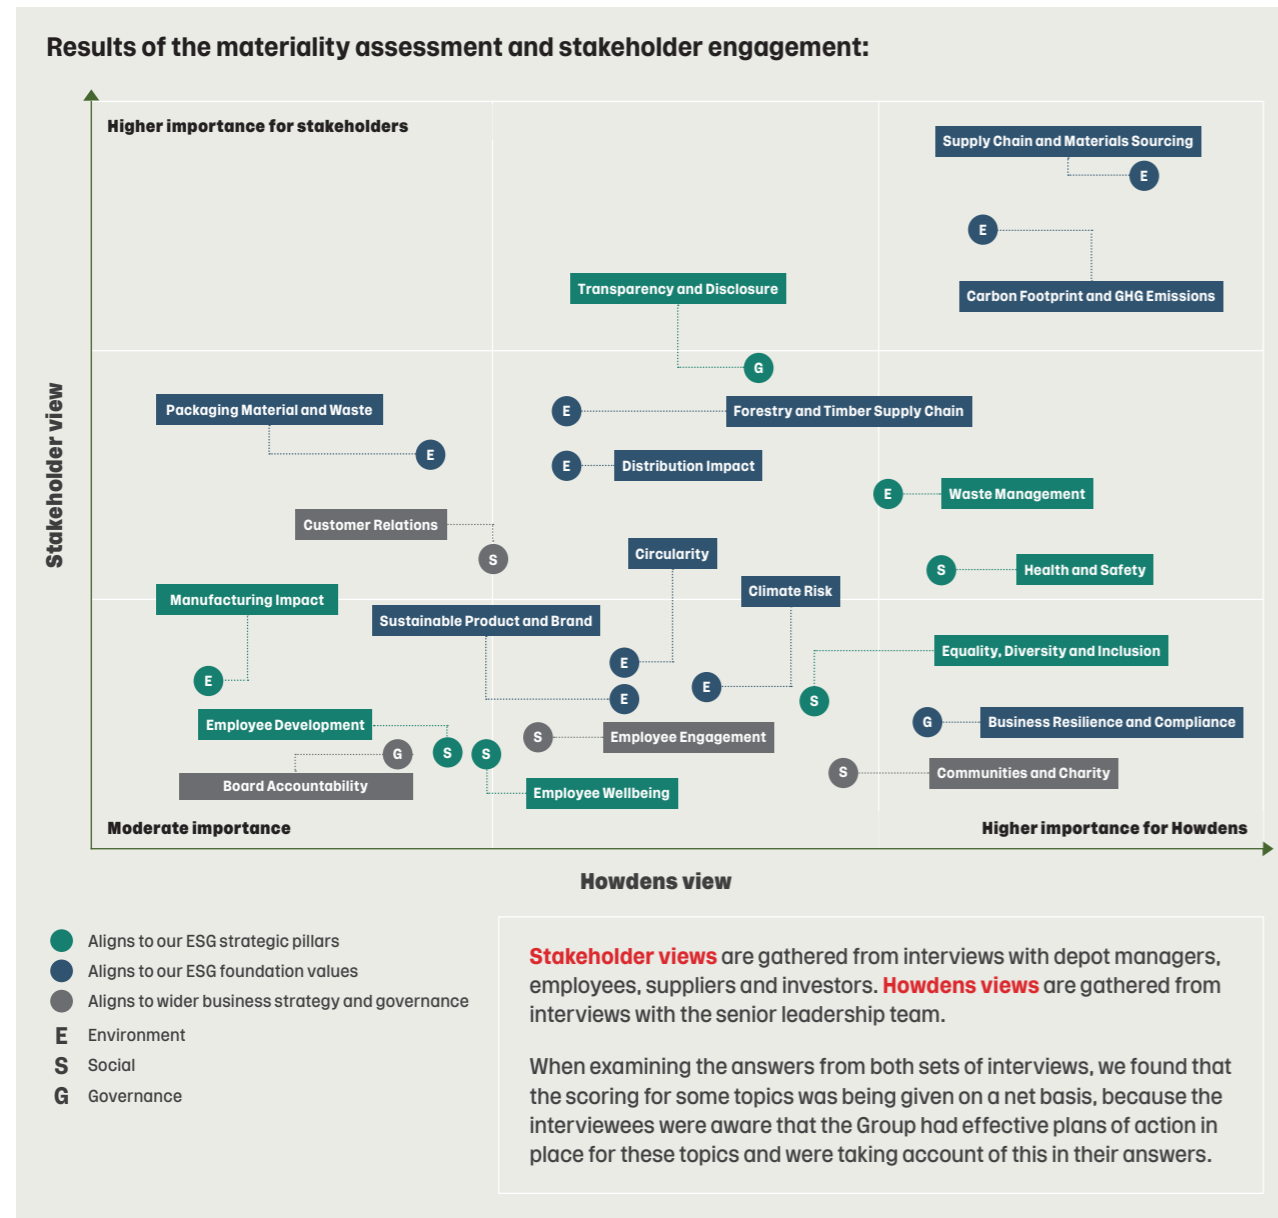 Results of the materiality assessment and stakeholder engagement:
Higher importance for stakeholders
Supply Chain and Materials Sourcing
E
E
Transparency and Disclosure
Carbon Footprint and GHG Emissions
G
Packaging Material and Waste
E
Forestry and Timber Supply Chain
E
E
Distribution Impact
E
Waste Management
Customer Relations
S
Circularity
S
Health and Safety
Manufacturing Impact
Climate Risk
Sustainable Product and Brand
Equality, Diversity and Inclusion
E
E
E
E
S
Employee Development
G
Business Resilience and Compliance
S
Employee Engagement
G
S
S
S
Communities and Charity
Board Accountability
Employee Wellbeing
Moderate importance
Higher importance for Howdens
Stakeholder view
Howdens view
Aligns to our ESG strategic pillars
Aligns to our ESG foundation values
Aligns to wider business strategy and governance
E Environment
S Social
G Governance
Stakeholder views are gathered from interviews with depot managers,
employees, suppliers and investors. Howdens views are gathered from
interviews with the senior leadership team.
When examining the answers from both sets of interviews, we found that
the scoring for some topics was being given on a net basis, because the
interviewees were aware that the Group had effective plans of action in
place for these topics and were taking account of this in their answers.